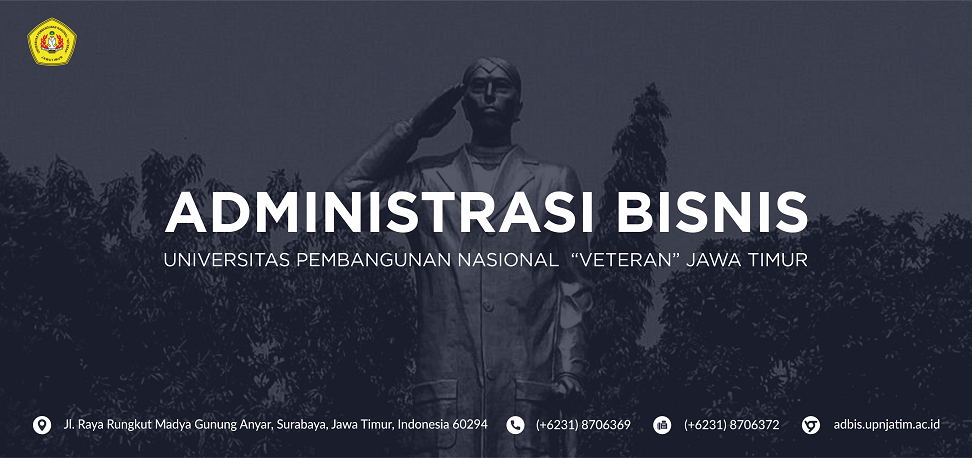 ADMINISTRASI BISNIS
UNIVERSITAS PEMBANGUNAN NASIONAL “VETERAN” JAWA TIMUR
Jl. Raya Rungkut Madya Gunung Anyar, Surabaya, Jawa Timur, Indonesia 60294
(+6231) 8706369
(+6231) 8706372
adbis.upnjatim.ac.id